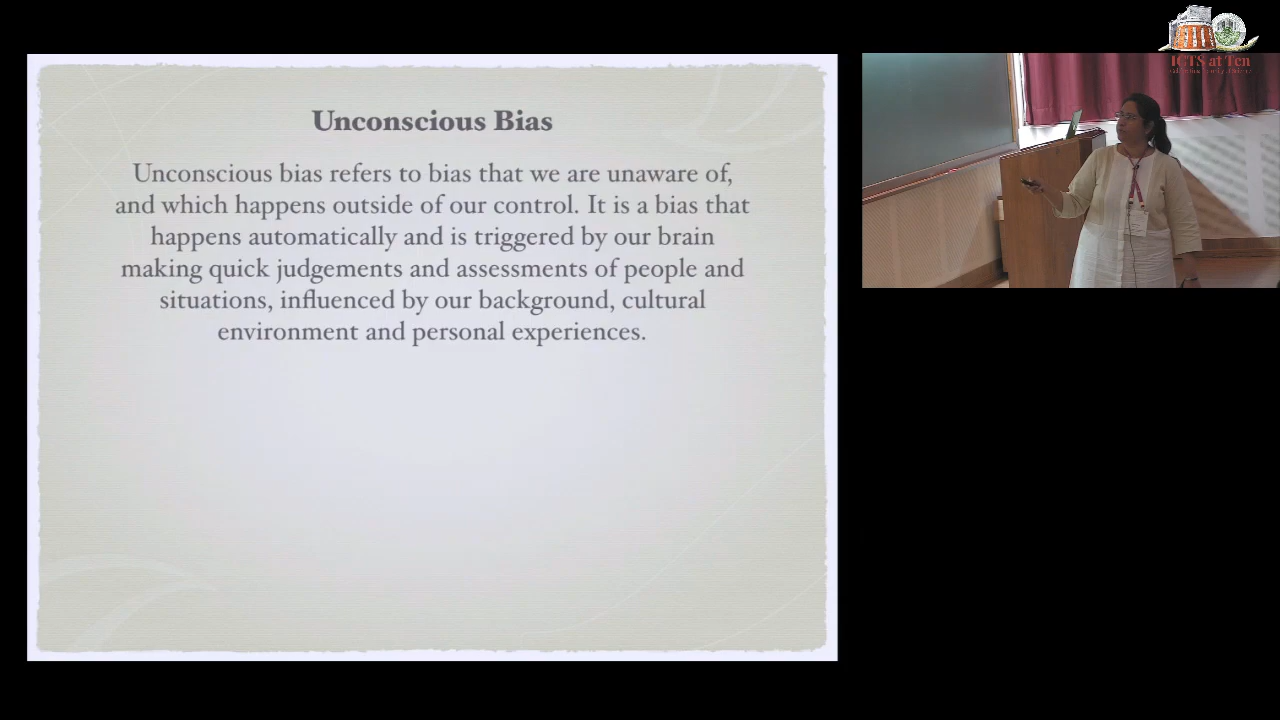 Unconscious Bias
Unconscious bias refers to bias that we are unaware of,
and which happens outside of our control. It is a bias that
happens automatically and is triggered by our brain
making quick judgements and assessments of people and
situations, influenced by our background, cultural
environment and personal experiences.
ICTS at Ten